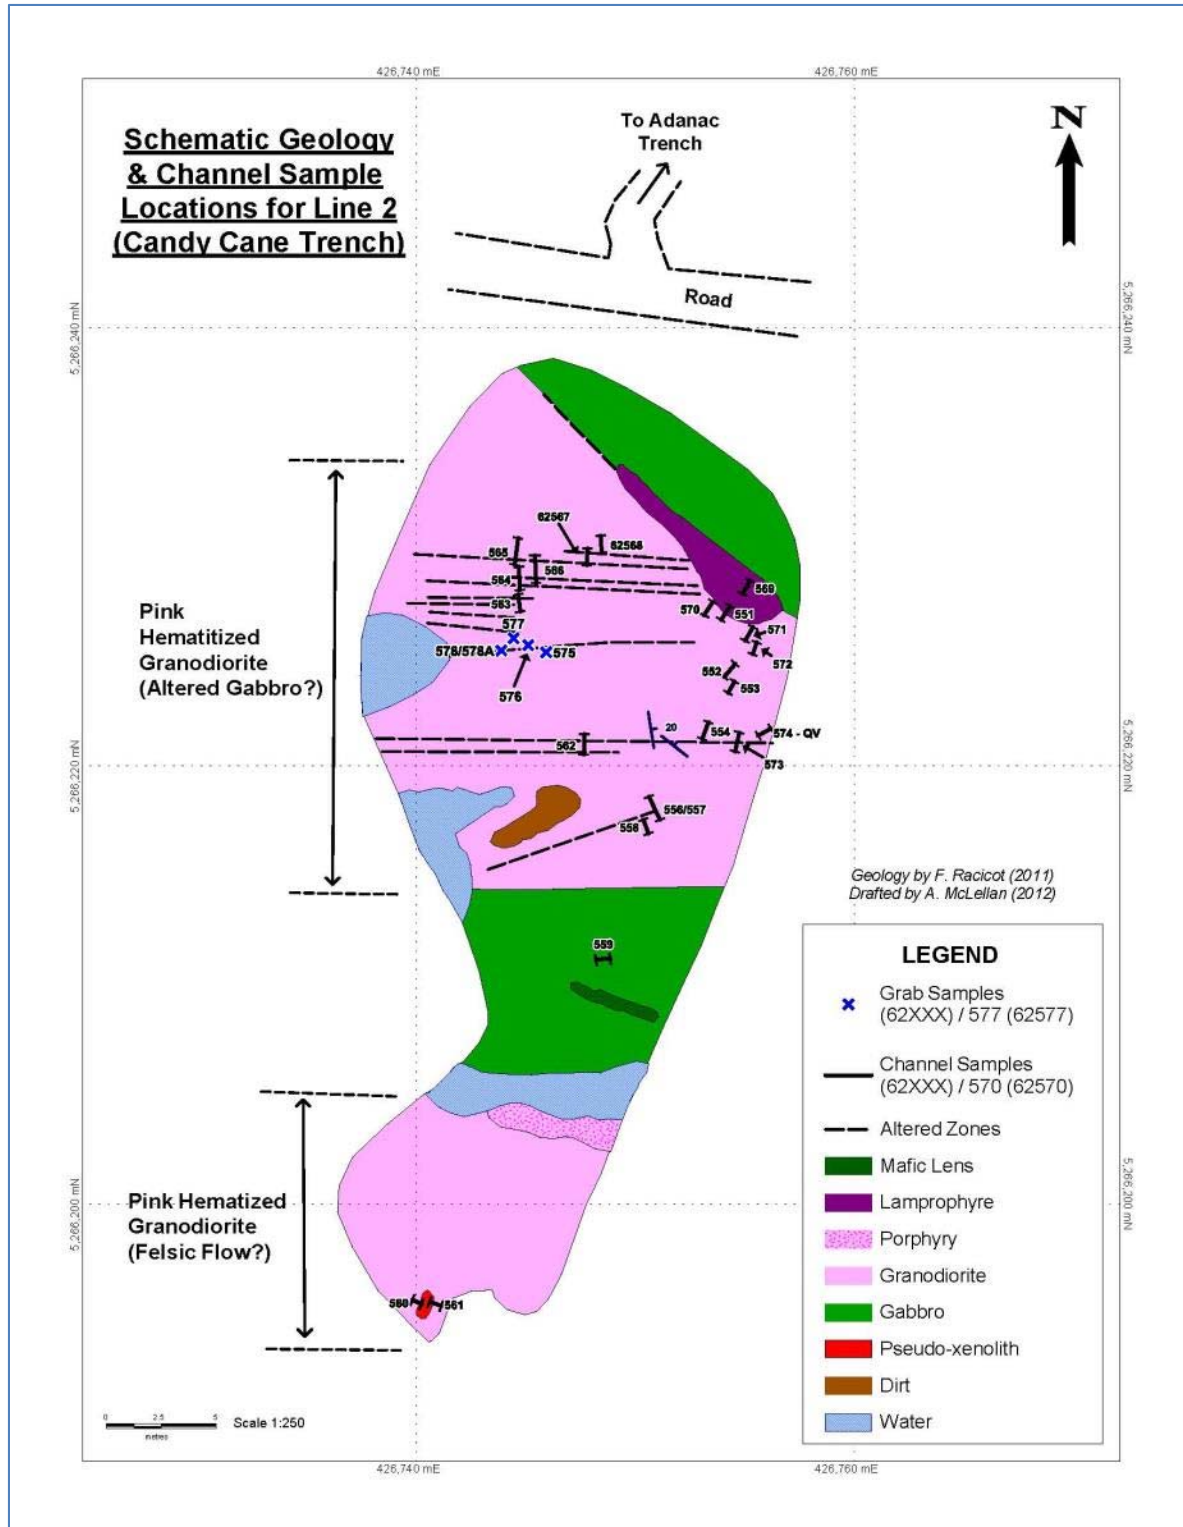 426,740 mE
426,760 mE
Schematic Geology
& Channel Sample
Locations for Line 2
(Candy Cane Trench)
To Adanac
Trench
N
Road
5,266,240 mN
5,266,240 mN
62567
62568
565
566
564
563
569
570
551
571
572
577
578/578A
575
576
552
553
Pink
Hematitized
Granodiorite
(Altered Gabbro?)
20
554
574 - QV
562
573
5,266,220 mN
5,266,220 mN
556/557
558
Geology by F. Racicot (2011)
Drafted by A. McLellan (2012)
559
LEGEND
Grab Samples
(62XXX) / 577 (62577)
Channel Samples
(62XXX) / 570 (62570)
Altered Zones
Mafic Lens
Lamprophyre
Porphyry
Granodiorite
Gabbro
Pseudo-xenolith
Dirt
Water
Pink Hematized
Granodiorite
(Felsic Flow?)
5,266,200 mN
5,266,200 mN
560
561
0 2.5 5
metres
Scale 1:250
426,740 mE
426,760 mE